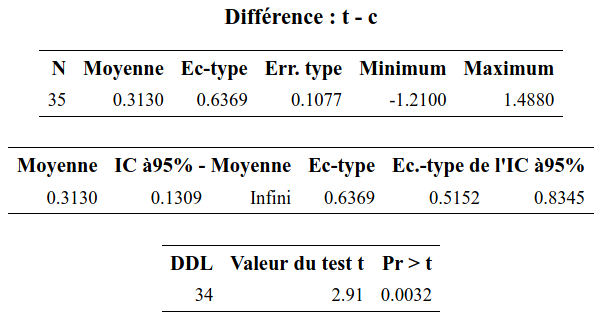 Différence : t - c
N Moyenne Ec-type Err. type Minimum Maximum
35 0.3130 0.6369 0.1077 -1.2100 1.4880
Moyenne IC à95% - Moyenne Ec-type Ec.-type de l'IC à95%
0.3130 0.1309 Infini 0.6369 0.5152 0.8345
DDL Valeur du test t Pr > t
34 2.91 0.0032